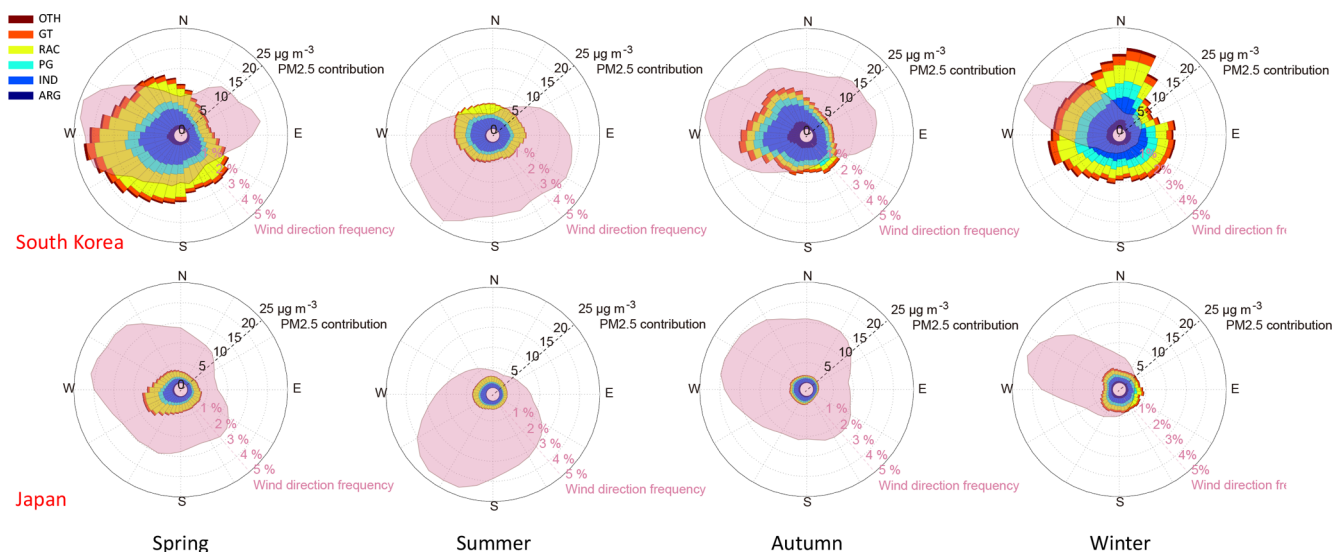 OTH
GT
RAC
PG
IND
ARG
N
25 µg m-3
20 PM2.5 contribution
15
10
5
0
W
E
1 %
2 %
3 %
4 %
5 %
Wind direction frequency
S
South Korea
N
25 µg m-3
20 PM2.5 contribution
15
10
5
0
W
E
1 %
2 %
3 %
4 %
5 %
Wind direction frequency
S
N
25 µg m-3
20 PM2.5 contribution
15
10
5
0
W
E
%
2 %
3 %
4 %
5 %
Wind direction frequency
S
N
25 µg m-3
20 PM2.5 contribution
15
10
5
0
W
E
%
3%
4%
5%
Wind direction fre
S
N
25 µg m-3
20 PM2.5 contribution
15
10
5
0
W
E
1 %
2 %
3 %
4 %
5 %
Wind direction frequency
S
Japan
N
25 µg m-3
20 PM2.5 contribution
15
10
5
0
W
E
1 %
2 %
3 %
4 %
5 %
Wind direction frequency
S
N
25 µg m-3
20 PM2.5 contribution
15
10
5
W
E
1 %
2 %
3 %
4 %
5 %
Wind direction frequency
S
N
25 µg m-3
20 PM2.5 contribution
15
10
5
W
E
1%
2%
3%
4%
5%
Wind direction fre
S
Spring
Summer
Autumn
Winter